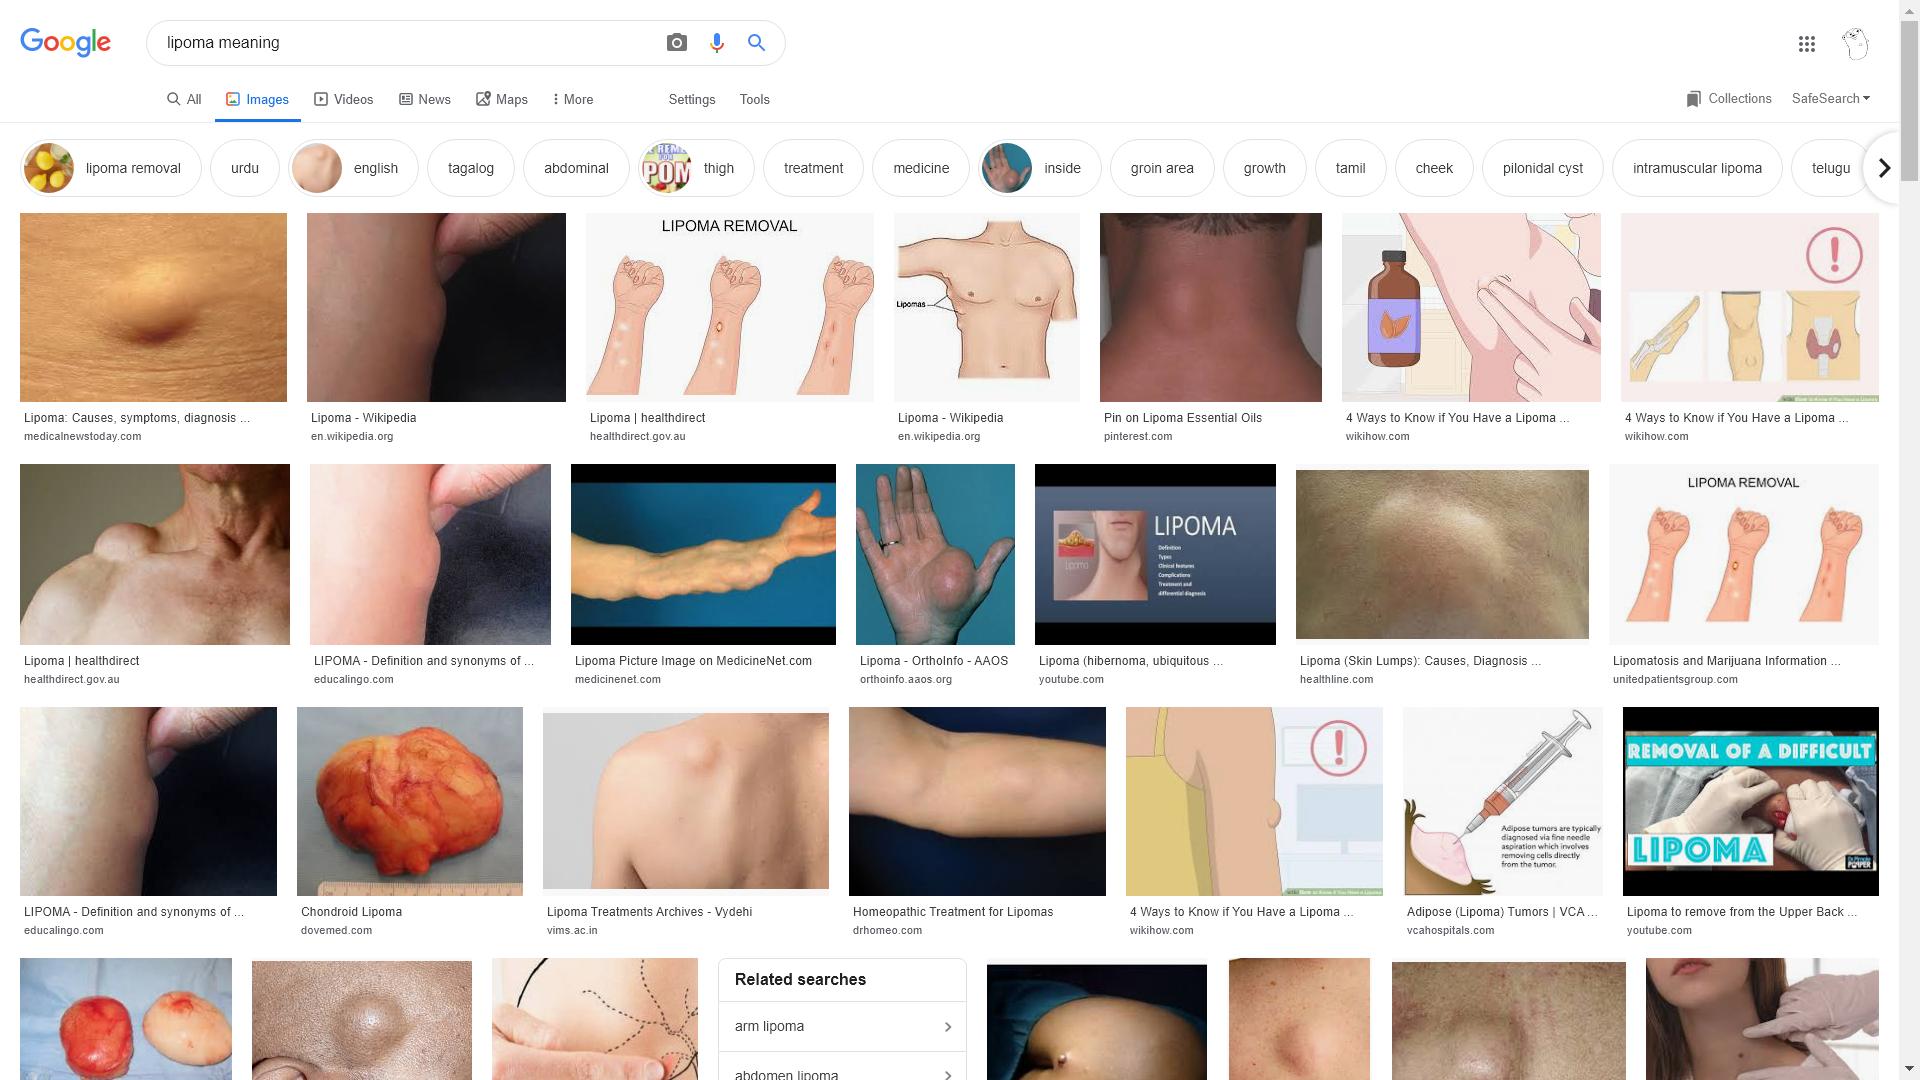 Google
lipoma meaning
All
Images
Videos
News
Maps
More
Settings
Tools
Collections
SafeSearch
lipoma removal
urdu
english
tagalog
abdominal
thigh
treatment
medicine
inside
groin area
growth
tamil
cheek
pilonidal cyst
intramuscular lipoma
telugu
LIPOMA REMOVAL
Lipomas
Lipoma: Causes, symptoms, diagnosis ...
medicalnewstoday.com
Lipoma - Wikipedia
en.wikipedia.org
Lipoma | healthdirect
healthdirect.gov.au
Lipoma - Wikipedia
en.wikipedia.org
Pin on Lipoma Essential Oils
pinterest.com
4 Ways to Know if You Have a Lipoma ...
wikihow.com
4 Ways to Know if You Have a Lipoma ...
wikihow.com
LIPOMA
Definition
Types
Clinical features
Complications
Treatment and
differential diagnosis
Lipoma
LIPOMA REMOVAL
Lipoma | healthdirect
healthdirect.gov.au
LIPOMA - Definition and synonyms of ...
educalingo.com
Lipoma Picture Image on MedicineNet.com
medicinenet.com
Lipoma - OrthoInfo - AAOS
orthoinfo.aaos.org
Lipoma (hibernoma, ubiquitous ...
youtube.com
Lipoma (Skin Lumps): Causes, Diagnosis ...
healthline.com
Lipomatosis and Marijuana Information ...
unitedpatientsgroup.com
Adipose tumors are typically
diagnosed via fine needle
aspiration which involves
removing cells directly
from the tumor.
REMOVAL OF A DIFFICULT
LIPOMA
LIPOMA - Definition and synonyms of ...
educalingo.com
Chondroid Lipoma
dovemed.com
Lipoma Treatments Archives - Vydehi
vims.ac.in
Homeopathic Treatment for Lipomas
drhomeo.com
4 Ways to Know if You Have a Lipoma ...
wikihow.com
Adipose (Lipoma) Tumors | VCA ...
vcahospitals.com
Lipoma to remove from the Upper Back ...
youtube.com
Related searches
arm lipoma
abdomen lipoma